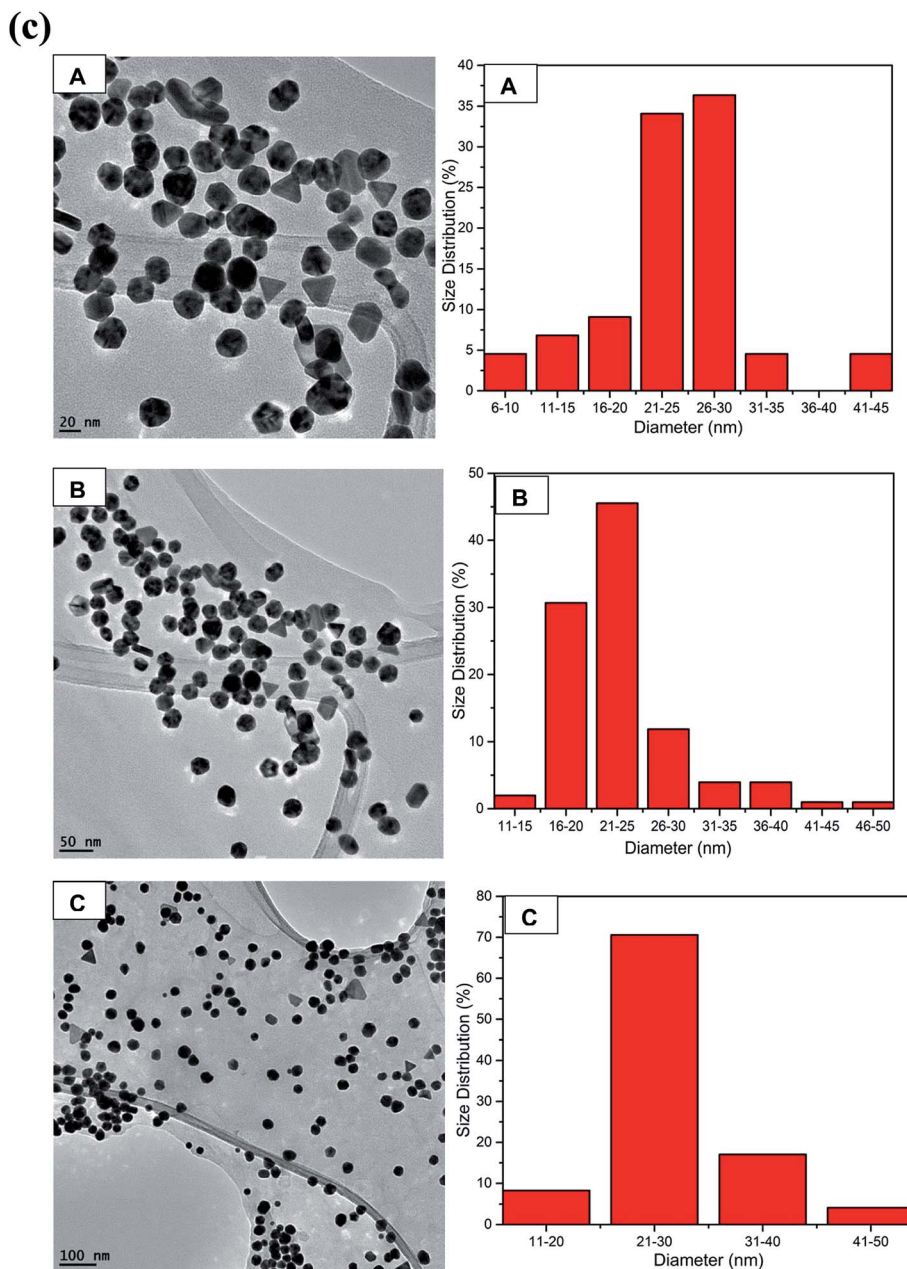 (c)
A
20 nm
A
40
35
30
25
20
15
10
5
0
Size Distribution (%)
6-10 11-15 16-20 21-25 26-30 31-35 36-40 41-45
Diameter (nm)
B
50 nm
B
50
40
30
20
10
0
Size Distribution (%)
11-15 16-20 21-25 26-30 31-35 36-40 41-45 46-50
Diameter (nm)
C
100 nm
C
80
70
60
50
40
30
20
10
0
Size Distribution (%)
11-20 21-30 31-40 41-50
Diameter (nm)